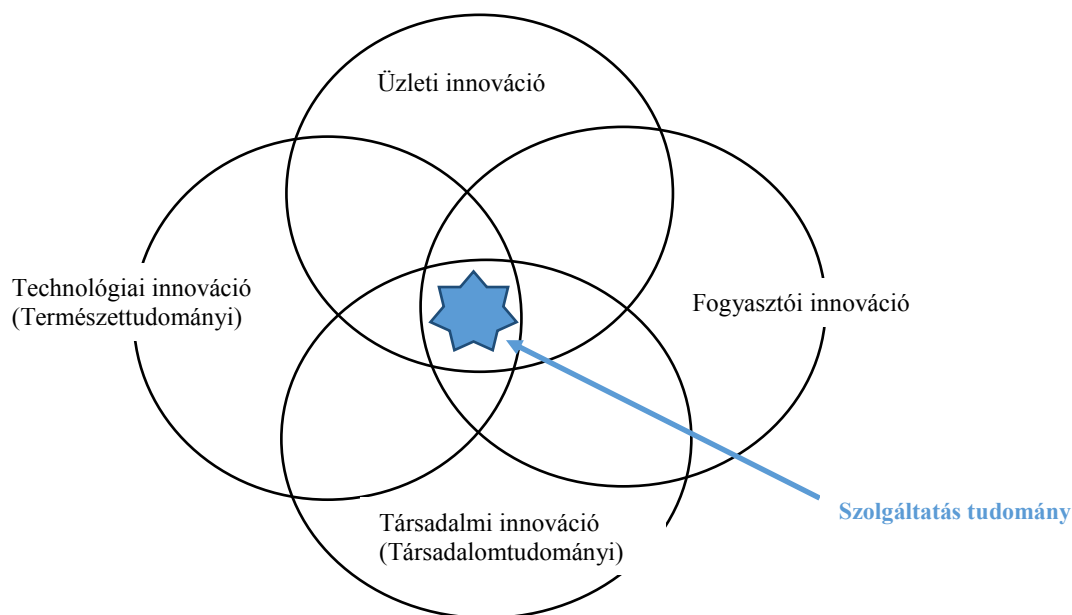 Üzleti innováció
Technológiai innováció
(Természettudományi)
Fogyasztói innováció
Szolgáltatás tudomány
Társadalmi innováció
(Társadalomtudományi)